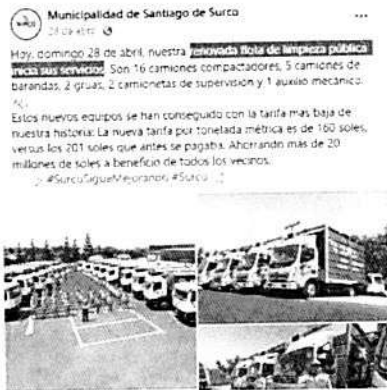 Municipalidad de Santiago de Surco
28 de abril
Hoy, domingo 28 de abril, nuestra renovada flota de limpieza pública
inicia sus servicios. Son 16 camiones compactadores, 5 camiones de
barandas, 2 gruas, 2 camionetas de supervisión y 1 auxilio mecánico.
Estos nuevos equipos se han conseguido con la tarifa mas baja de
nuestra historia: La nueva tarifa por tonelada métrica es de 160 soles,
versus los 201 soles que antes se pagaba. Ahorrando más de 20
millones de soles a beneficio de todos los vecinos.
#SurcoSigueMejorando #Surco